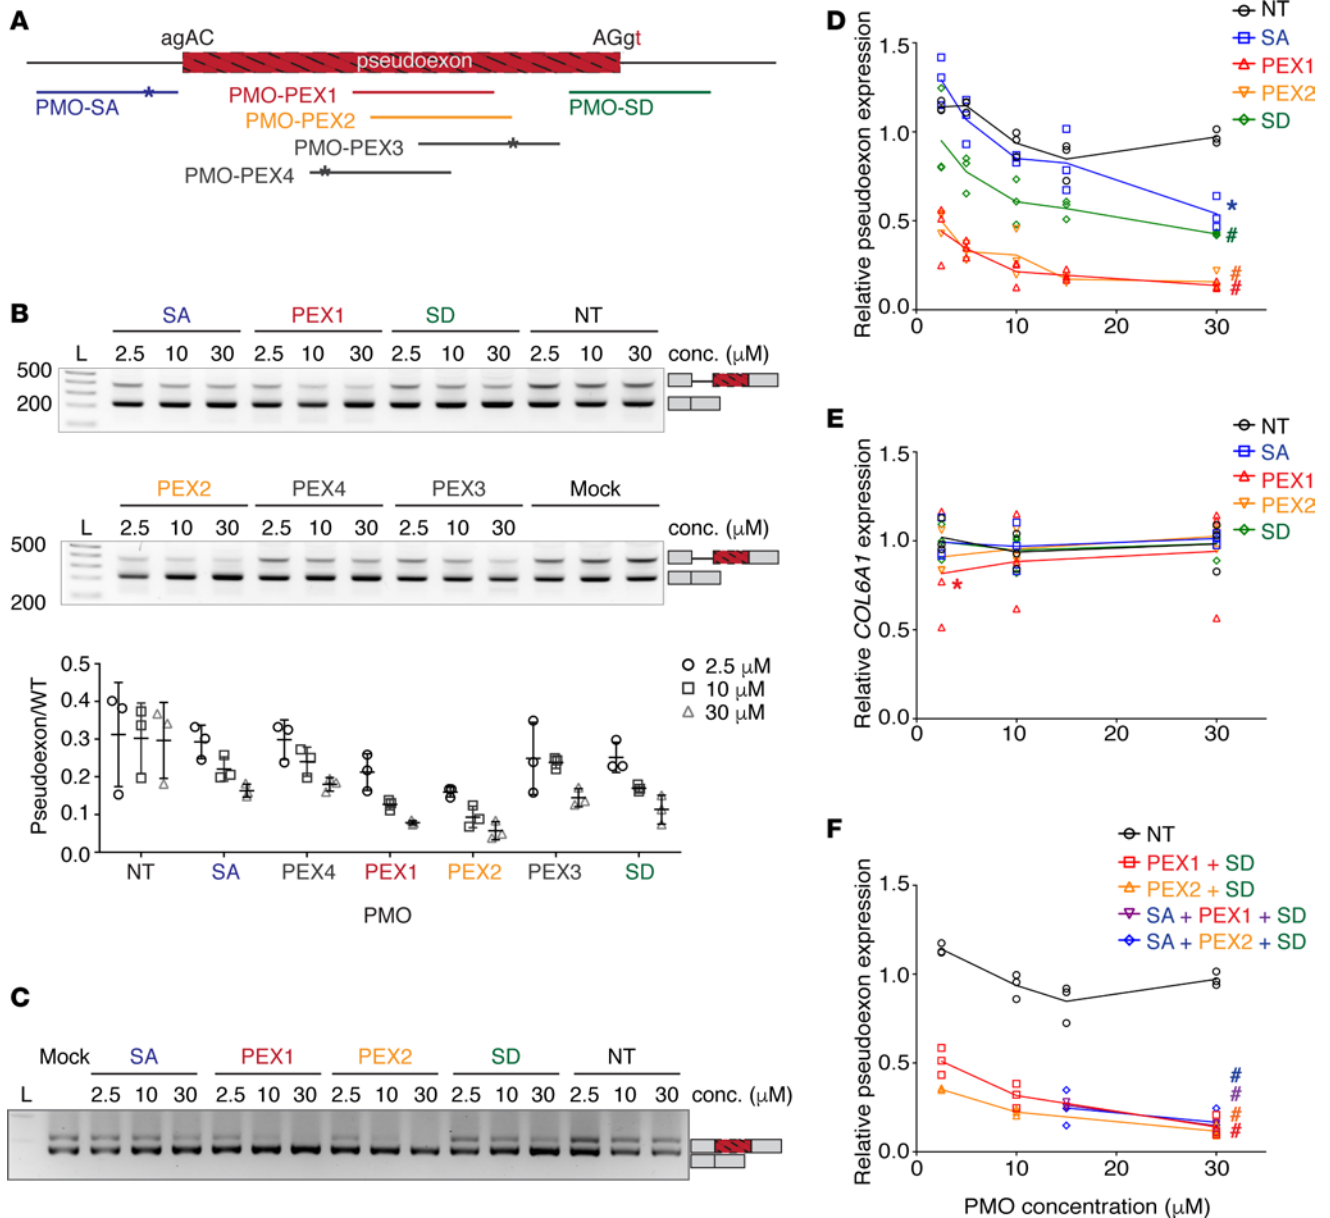 A
agAC
AGgt
pseudoexon
PMO-SA
*
PMO-PEX1
PMO-SD
PMO-PEX2
PMO-PEX3
*
PMO-PEX4
*
B
SA PEX1 SD NT
L 2.5 10 30 2.5 10 30 2.5 10 30 2.5 10 30 conc. (μM)
500
200
PEX2 PEX4 PEX3 Mock
L 2.5 10 30 2.5 10 30 2.5 10 30 conc. (μM)
500
200
Pseudoexon/WT
0.5
0.4
0.3
0.2
0.1
0.0
2.5 μM
10 μM
30 μM
NT SA PEX4 PEX1 PEX2 PEX3 SD
PMO
C
Mock SA PEX1 PEX2 SD NT
L 2.5 10 30 2.5 10 30 2.5 10 30 2.5 10 30 2.5 10 30 conc. (μM)
D
NT
SA
PEX1
PEX2
SD
Relative pseudoexon expression
1.5
1.0
0.5
0.0
*
#
#
#
0 10 20 30
E
NT
SA
PEX1
PEX2
SD
Relative COL6A1 expression
1.5
1.0
0.5
0.0
*
0 10 20 30
F
NT
PEX1 + SD
PEX2 + SD
SA + PEX1 + SD
SA + PEX2 + SD
Relative pseudoexon expression
1.5
1.0
0.5
0.0
#
#
#
#
0 10 20 30
PMO concentration (μM)